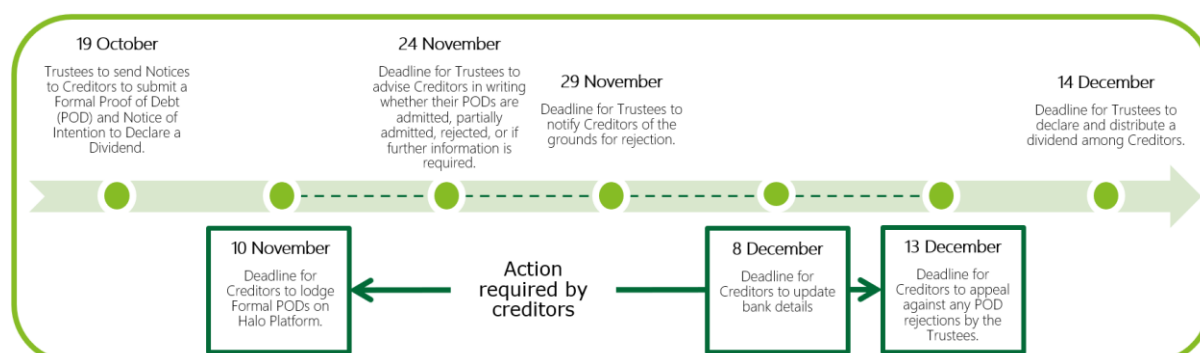 19 October
Trustees to send Notices
to Creditors to submit a
Formal Proof of Debt
(POD) and Notice of
Intention to Declare a
Dividend.
24 November
Deadline for Trustees to
advise Creditors in writing
whether their PODs are
admitted, partially
admitted, rejected, or if
further information is
required.
29 November
Deadline for Trustees to
notify Creditors of the
grounds for rejection.
14 December
Deadline for Trustees to
declare and distribute a
dividend among Creditors.
10 November
Deadline for
Creditors to lodge
Formal PODs on
Halo Platform.
Action
required by
creditors
8 December
Deadline for
Creditors to update
bank details
13 December
Deadline for
Creditors to appeal
against any POD
rejections by the
Trustees.